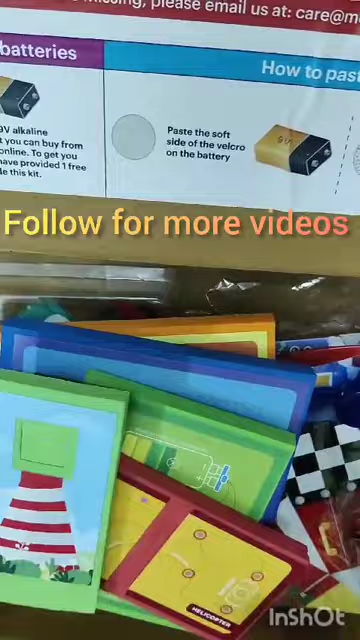 missing, please email us at: care@m
batteries
How to past
9V alkaline
t you can buy from
online. To get you
have provided 1 free
de this kit.
Paste the soft
side of the velcro
on the battery
9V
Follow for more videos
HELICOPTER
InShOt